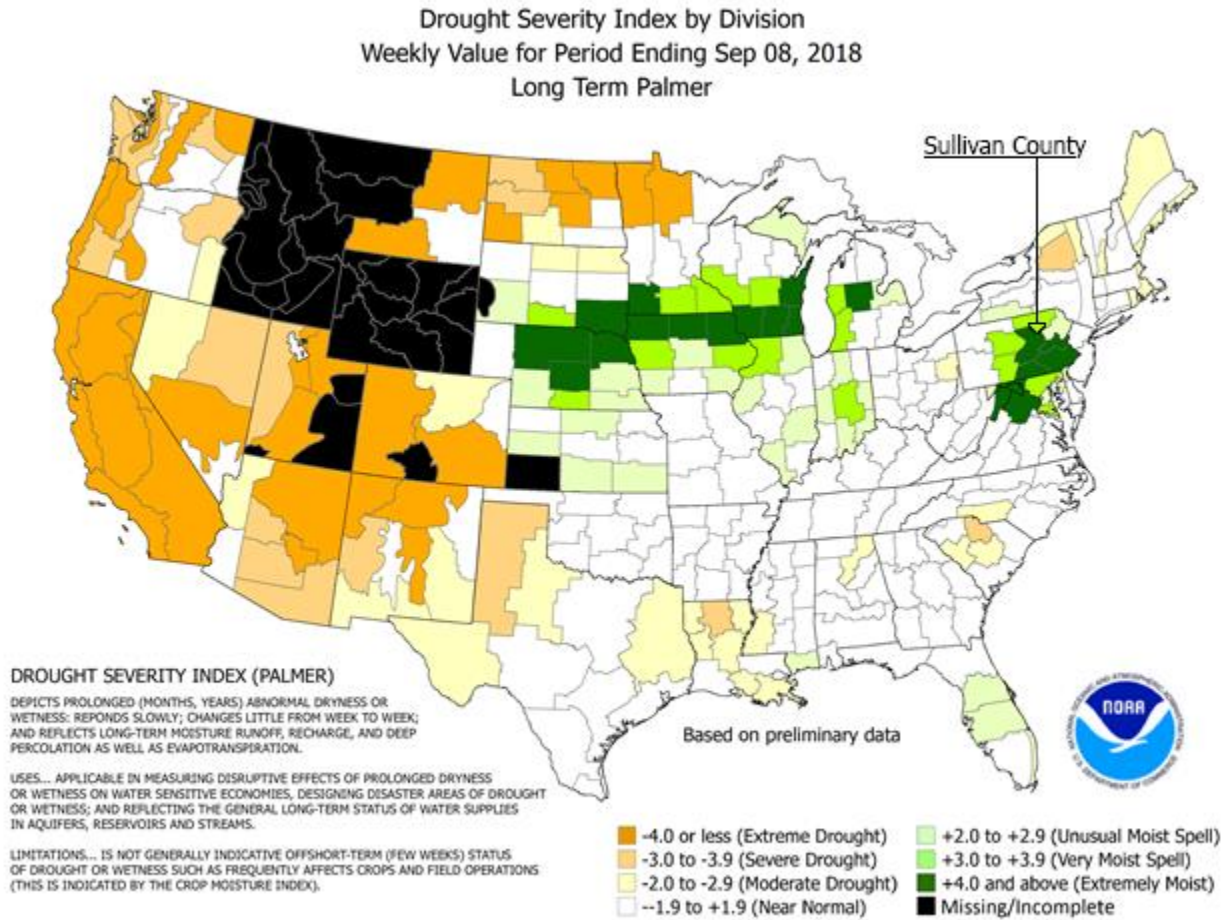 Drought Severity Index by Division
Weekly Value for Period Ending Sep 08, 2018
Long Term Palmer
Sullivan County
DROUGHT SEVERITY INDEX (PALMER)
DEPICTS PROLONGED (MONTHS, YEARS) ABNORMAL DRYNESS OR
WETNESS: REPONDS SLOWLY; CHANGES LITTLE FROM WEEK TO WEEK;
AND REFLECTS LONG-TERM MOISTURE RUNOFF, RECHARGE, AND DEEP
PERCOLATION AS WELL AS EVAPOTRANSPIRATION.
USES... APPLICABLE IN MEASURING DISRUPTIVE EFFECTS OF PROLONGED DRYNESS
OR WETNESS ON WATER SENSITIVE ECONOMIES, DESIGNING DISASTER AREAS OF DROUGHT
OR WETNESS; AND REFLECTING THE GENERAL LONG-TERM STATUS OF WATER SUPPLIES
IN AQUIFERS, RESERVOIRS AND STREAMS.
LIMITATIONS... IS NOT GENERALLY INDICATIVE OFFSHORT-TERM (FEW WEEKS) STATUS
OF DROUGHT OR WETNESS SUCH AS FREQUENTLY AFFECTS CROPS AND FIELD OPERATIONS
(THIS IS INDICATED BY THE CROP MOISTURE INDEX).
Based on preliminary data
NATIONAL OCEANIC AND ATMOSPHERIC ADMINISTRATION
NOAA
U.S. DEPARTMENT OF COMMERCE
-4.0 or less (Extreme Drought)
-3.0 to -3.9 (Severe Drought)
-2.0 to -2.9 (Moderate Drought)
--1.9 to +1.9 (Near Normal)
+2.0 to +2.9 (Unusual Moist Spell)
+3.0 to +3.9 (Very Moist Spell)
+4.0 and above (Extremely Moist)
Missing/Incomplete